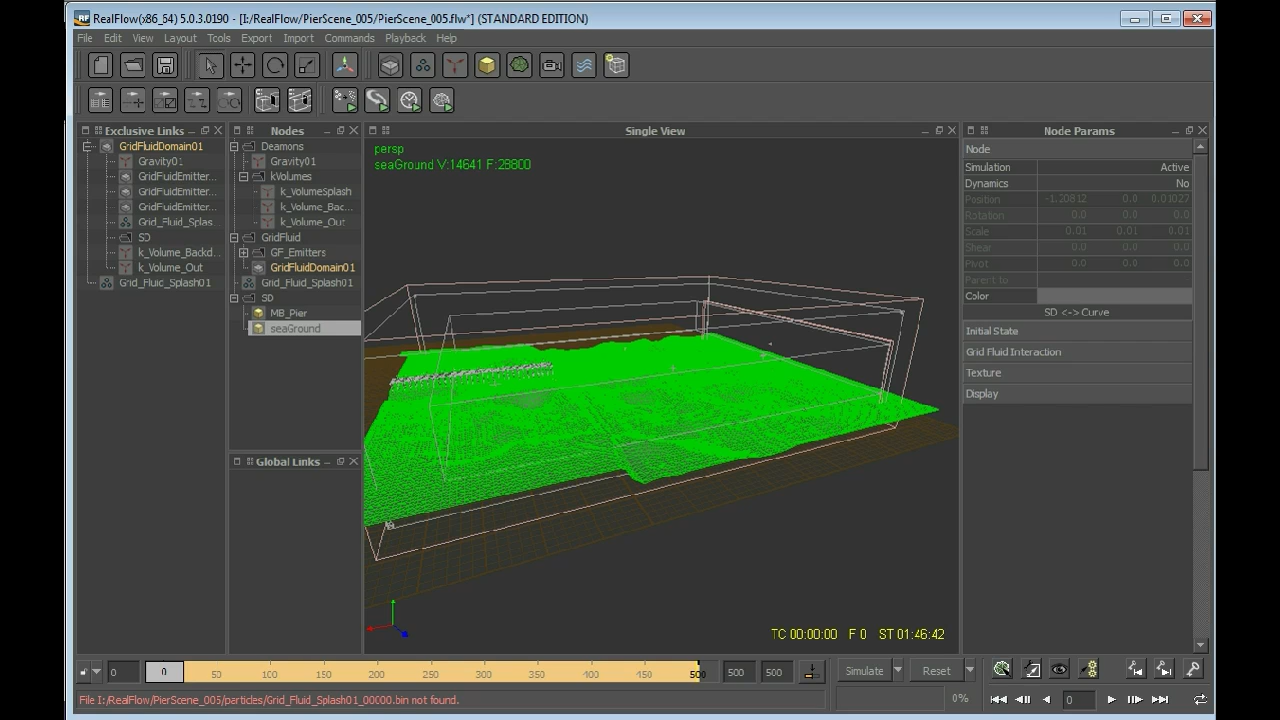 RealFlow(x86_64) 5.0.3.0190 - [I:/RealFlow/PierScene_005/PierScene_005.flw*] (STANDARD EDITION)
File Edit View Layout Tools Export Import Commands Playback Help
Exclusive Links
GridFluidDomain01
Gravity01
GridFluidEmitter...
GridFluidEmitter...
GridFluidEmitter...
Grid_Fluid_Splas...
SD
k_Volume_Backd...
k_Volume_Out
Grid_Fluid_Splash01
Nodes
Deamons
Gravity01
kVolumes
k_VolumeSplash
k_Volume_Bac...
k_Volume_Out
GridFluid
GF_Emitters
GridFluidDomain01
Grid_Fluid_Splash01
SD
MB_Pier
seaGround
Global Links
Single View
persp
seaGround V:14641 F:28800
TC 00:00:00 F 0 ST 01:46:42
Node Params
Node
Simulation Active
Dynamics No
Position -1.20812 0.0 0.01027
Rotation 0.0 0.0 0.0
Scale 0.01 0.01 0.01
Shear 0.0 0.0 0.0
Pivot 0.0 0.0 0.0
Parent to
Color
SD <-> Curve
Initial State
Grid Fluid Interaction
Texture
Display
0 0 50 100 150 200 250 300 350 400 450 500 500 500
Simulate Reset
File I:/RealFlow/PierScene_005/particles/Grid_Fluid_Splash01_00000.bin not found.
0% 0